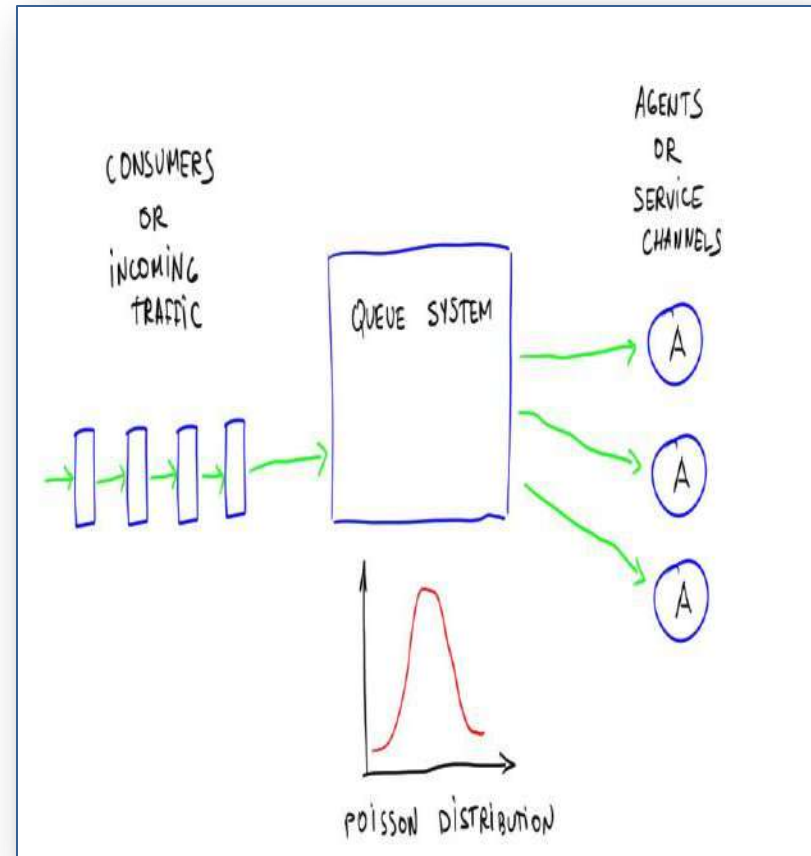 CONSUMERS
OR
INCOMING
TRAFFIC
QUEUE SYSTEM
AGENTS
OR
SERVICE
CHANNELS
A
A
A
POISSON DISTRIBUTION